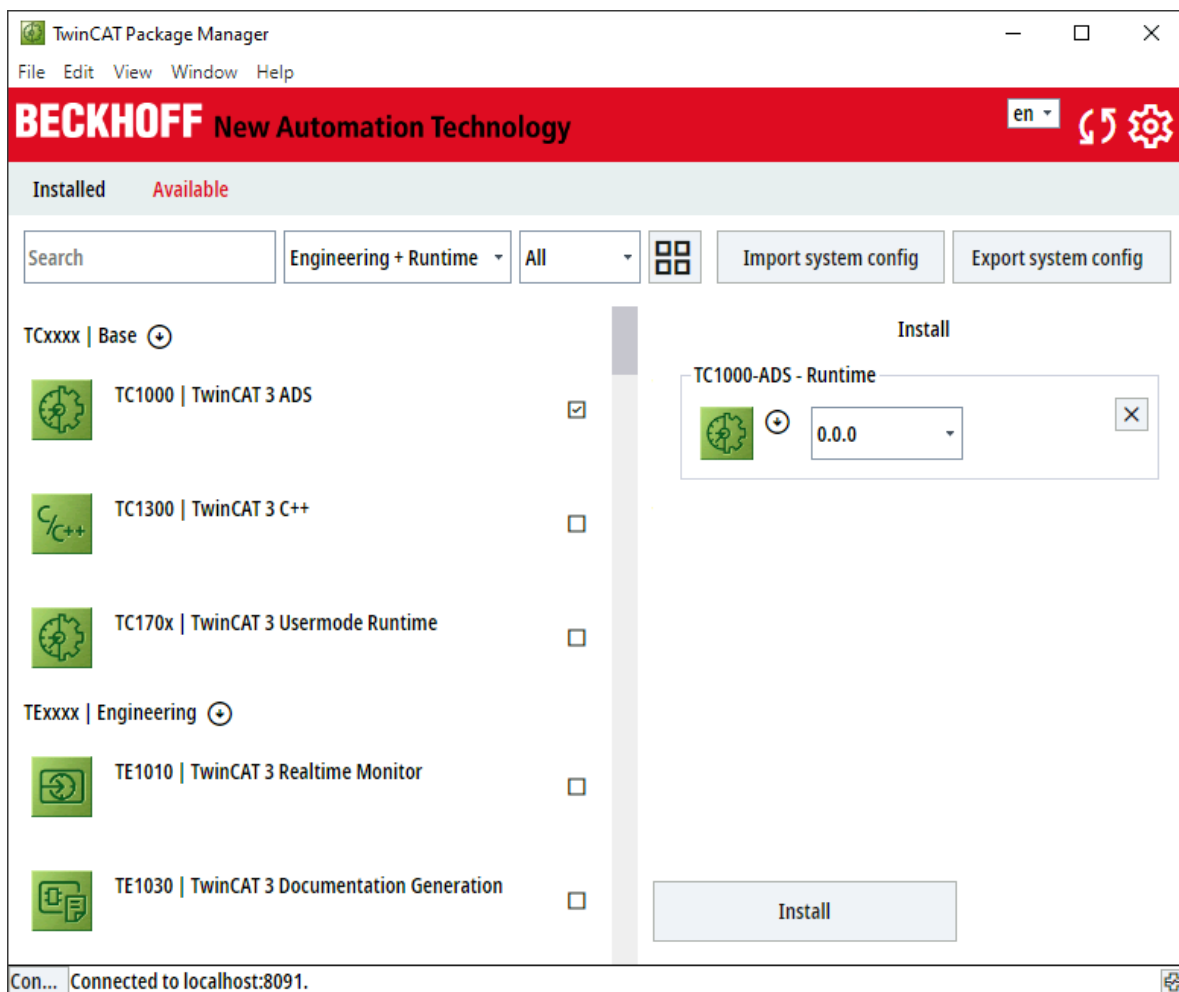 TwinCAT Package Manager
File Edit View Window Help
BECKHOFF New Automation Technology
en
Installed Available
Search Engineering + Runtime All Import system config Export system config
TCxxxx | Base
TC1000 | TwinCAT 3 ADS
C/C++
TC1300 | TwinCAT 3 C++
TC170x | TwinCAT 3 Usermode Runtime
TExxxx | Engineering
TE1010 | TwinCAT 3 Realtime Monitor
TE1030 | TwinCAT 3 Documentation Generation
Install
TC1000-ADS - Runtime
0.0.0
Install
Con... Connected to localhost:8091.